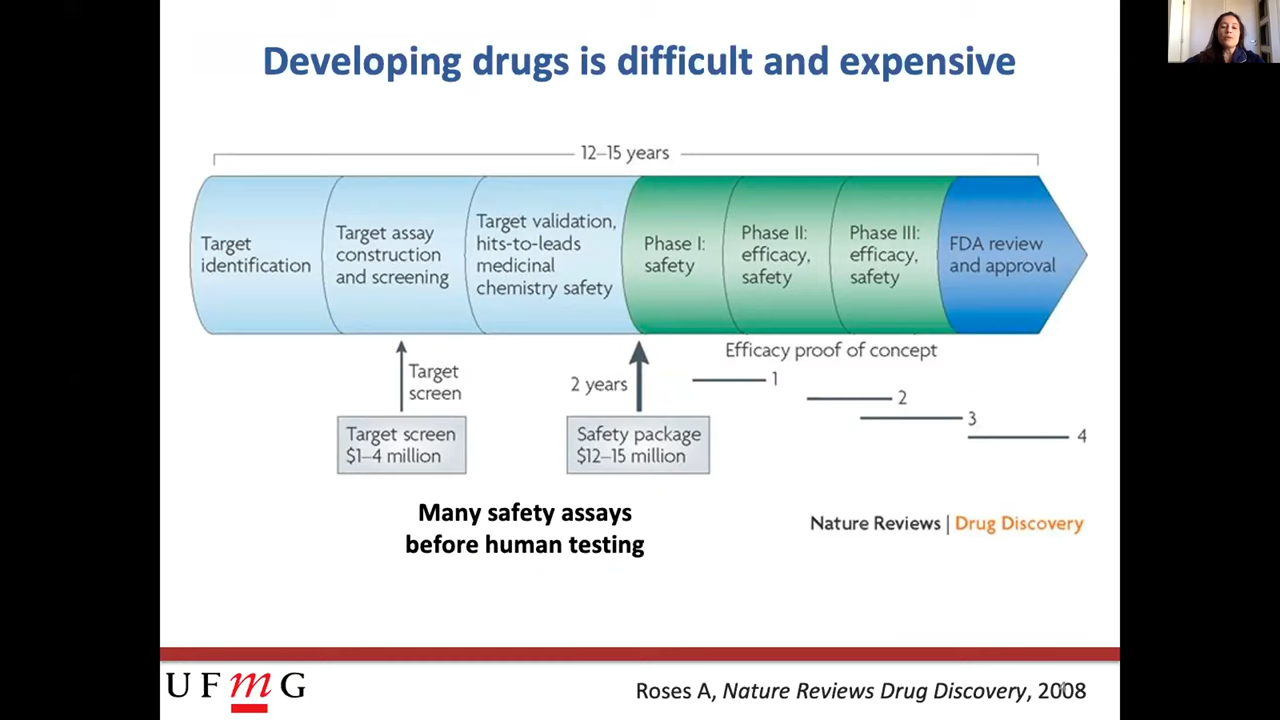 Developing drugs is difficult and expensive
12–15 years
Target
identification
Target assay
construction
and screening
Target validation,
hits-to-leads
medicinal
chemistry safety
Phase I:
safety
Phase II:
efficacy,
safety
Phase III:
efficacy,
safety
FDA review
and approval
Target
screen
Target screen
$1–4 million
2 years
Safety package
$12–15 million
Efficacy proof of concept
1
2
3
4
Many safety assays
before human testing
Nature Reviews | Drug Discovery
UFmG
Roses A, Nature Reviews Drug Discovery, 2008